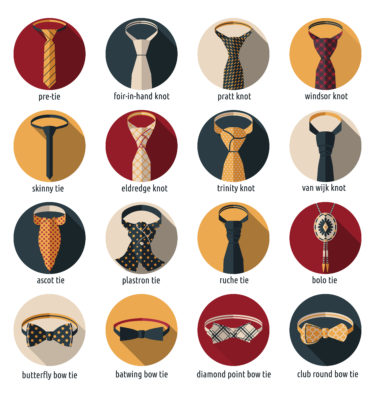 pre-tie
foir-in-hand knot
pratt knot
windsor knot
skinny tie
eldredge knot
trinity knot
van wijk knot
ascot tie
plastron tie
ruche tie
bolo tie
butterfly bow tie
batwing bow tie
diamond point bow tie
club round bow tie